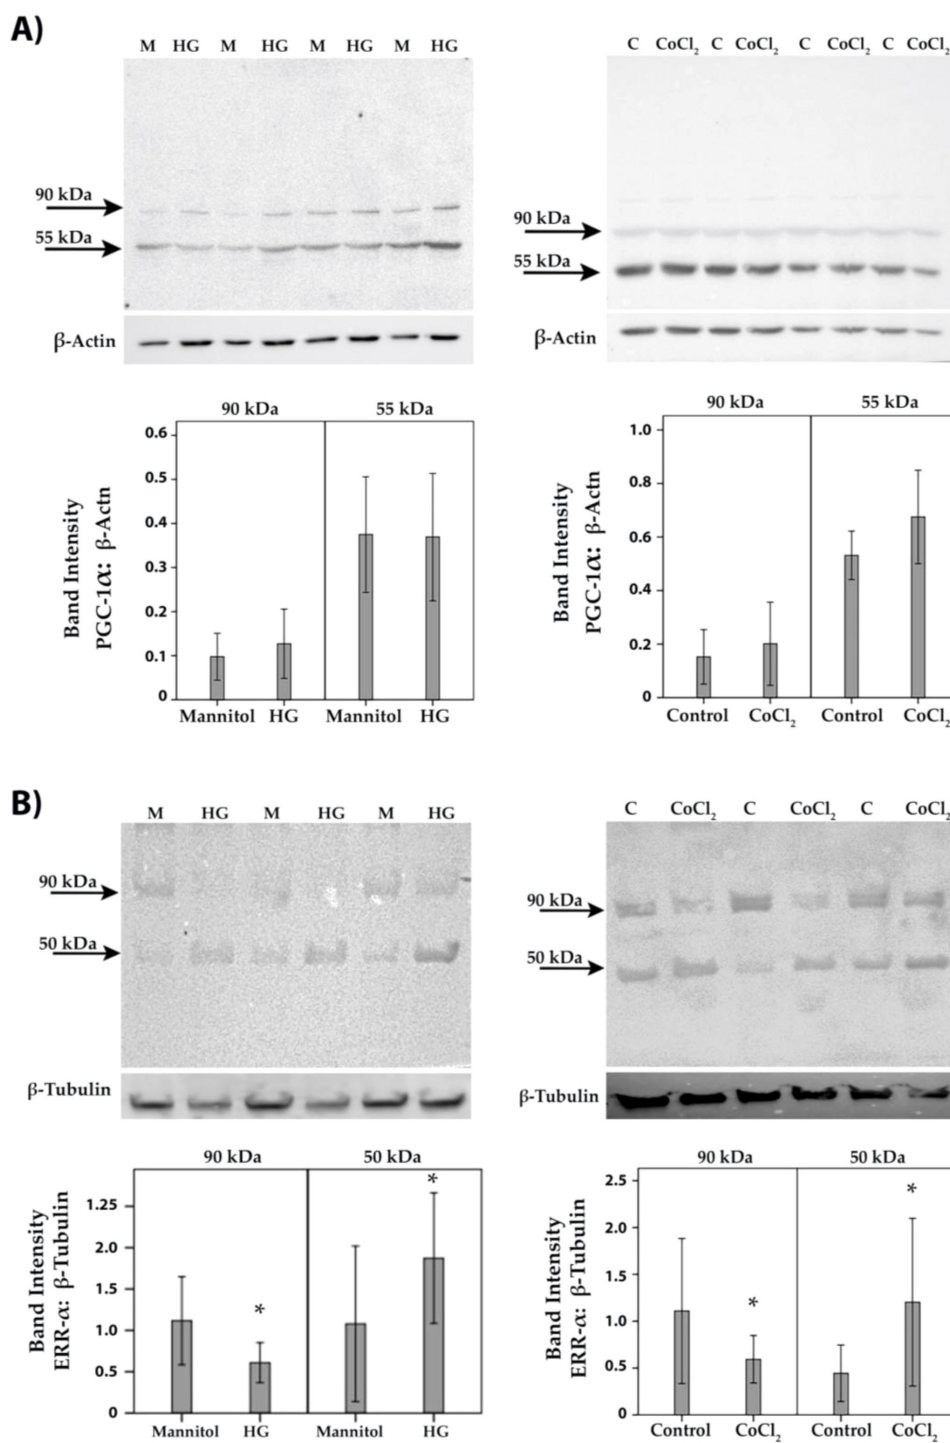 A)
M HG M HG M HG M HG
90 kDa
55 kDa
β-Actin
C CoCl₂ C CoCl₂ C CoCl₂ C CoCl₂
90 kDa
55 kDa
β-Actin
90 kDa 55 kDa
Band Intensity
PGC-1α: β-Actn
0.6
0.5
0.4
0.3
0.2
0.1
0
Mannitol HG Mannitol HG
90 kDa 55 kDa
Band Intensity
PGC-1α: β-Actn
1.0
0.8
0.6
0.4
0.2
0
Control CoCl₂ Control CoCl₂
B)
M HG M HG M HG
90 kDa
50 kDa
β-Tubulin
C CoCl₂ C CoCl₂ C CoCl₂
90 kDa
50 kDa
β-Tubulin
90 kDa 50 kDa
Band Intensity
ERR-α: β-Tubulin
1.25
2.0
1.5
1.0
0.5
0
* *
Mannitol HG Mannitol HG
90 kDa 50 kDa
Band Intensity
ERR-α: β-Tubulin
2.5
2.0
1.5
1.0
0.5
0
* *
Control CoCl₂ Control CoCl₂